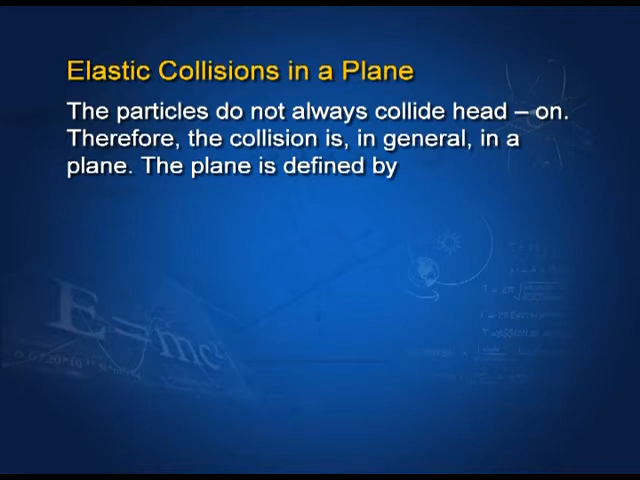 Elastic Collisions in a Plane
The particles do not always collide head – on.
Therefore, the collision is, in general, in a
plane. The plane is defined by
E=mc²